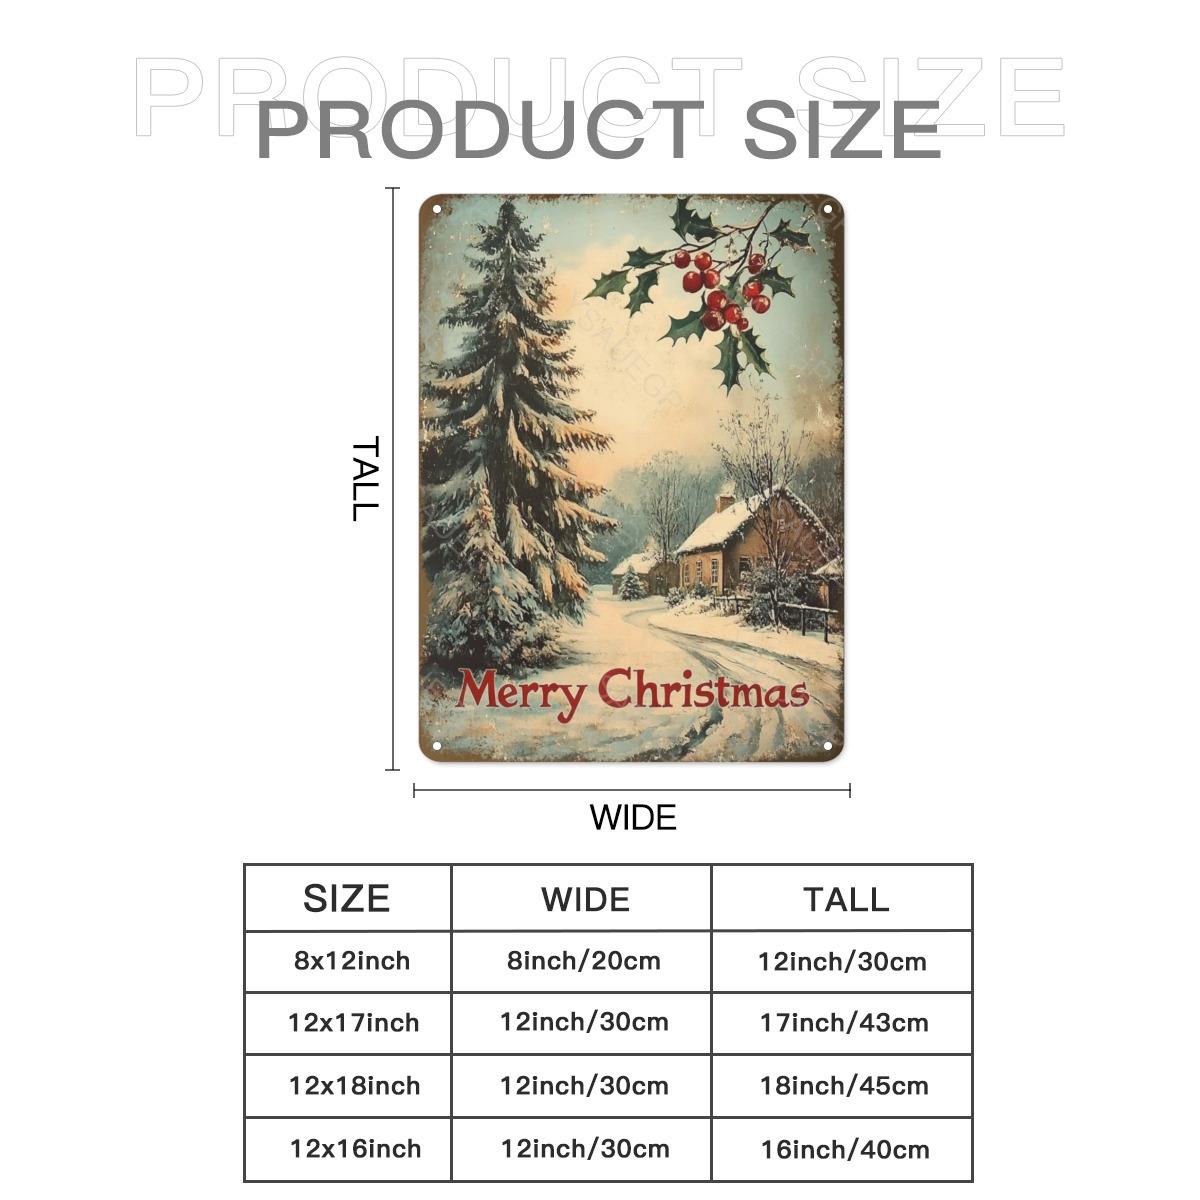 PRODUCT SIZE
PRODUCT SIZE
TALL
Merry Christmas
WIDE
SIZE WIDE TALL
8x12inch 8inch/20cm 12inch/30cm
12x17inch 12inch/30cm 17inch/43cm
12x18inch 12inch/30cm 18inch/45cm
12x16inch 12inch/30cm 16inch/40cm